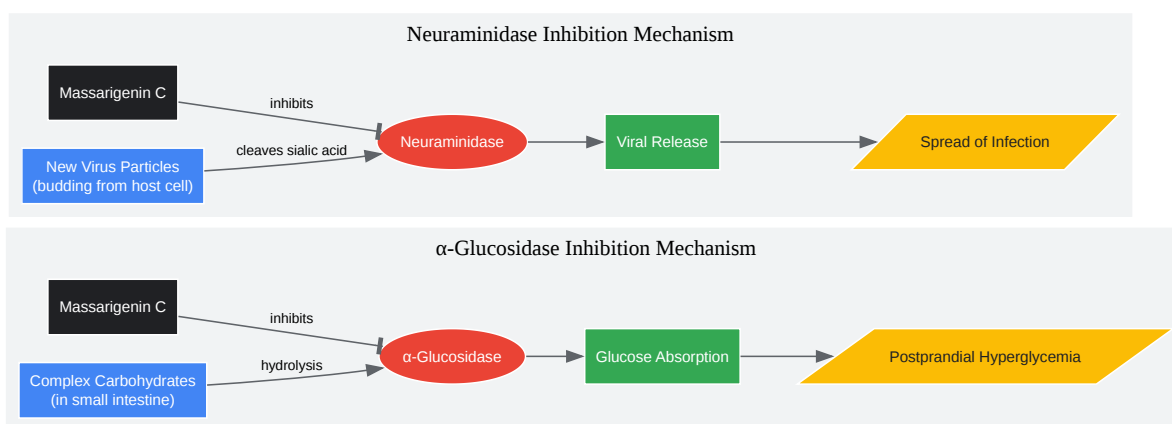 Neuraminidase Inhibition Mechanism
Massarigenin C
inhibits
New Virus Particles
(budding from host cell)
cleaves sialic acid
Neuraminidase
Viral Release
Spread of Infection
α-Glucosidase Inhibition Mechanism
Massarigenin C
inhibits
Complex Carbohydrates
(in small intestine)
hydrolysis
α-Glucosidase
Glucose Absorption
Postprandial Hyperglycemia